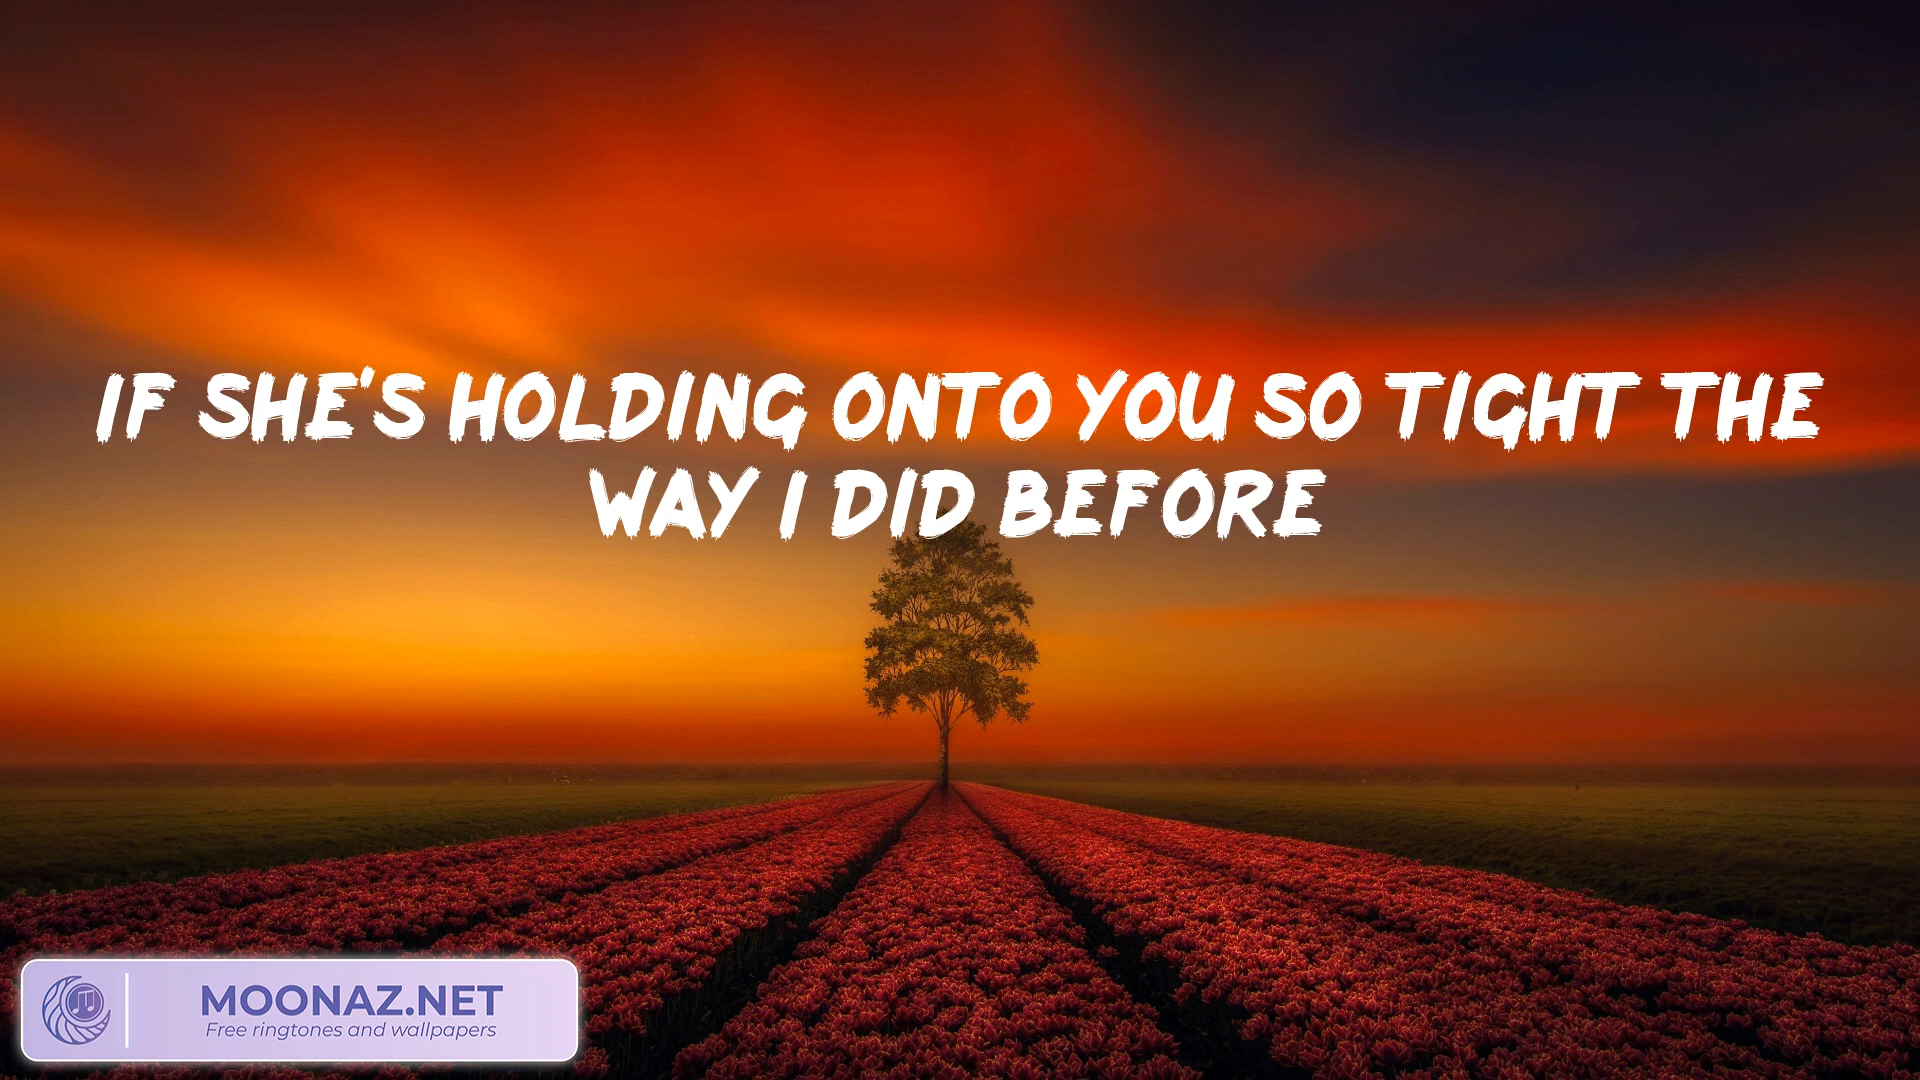 IF SHE'S HOLDING ONTO YOU SO TIGHT THE
WAY I DID BEFORE
MOONAZ.NET
Free ringtones and wallpapers